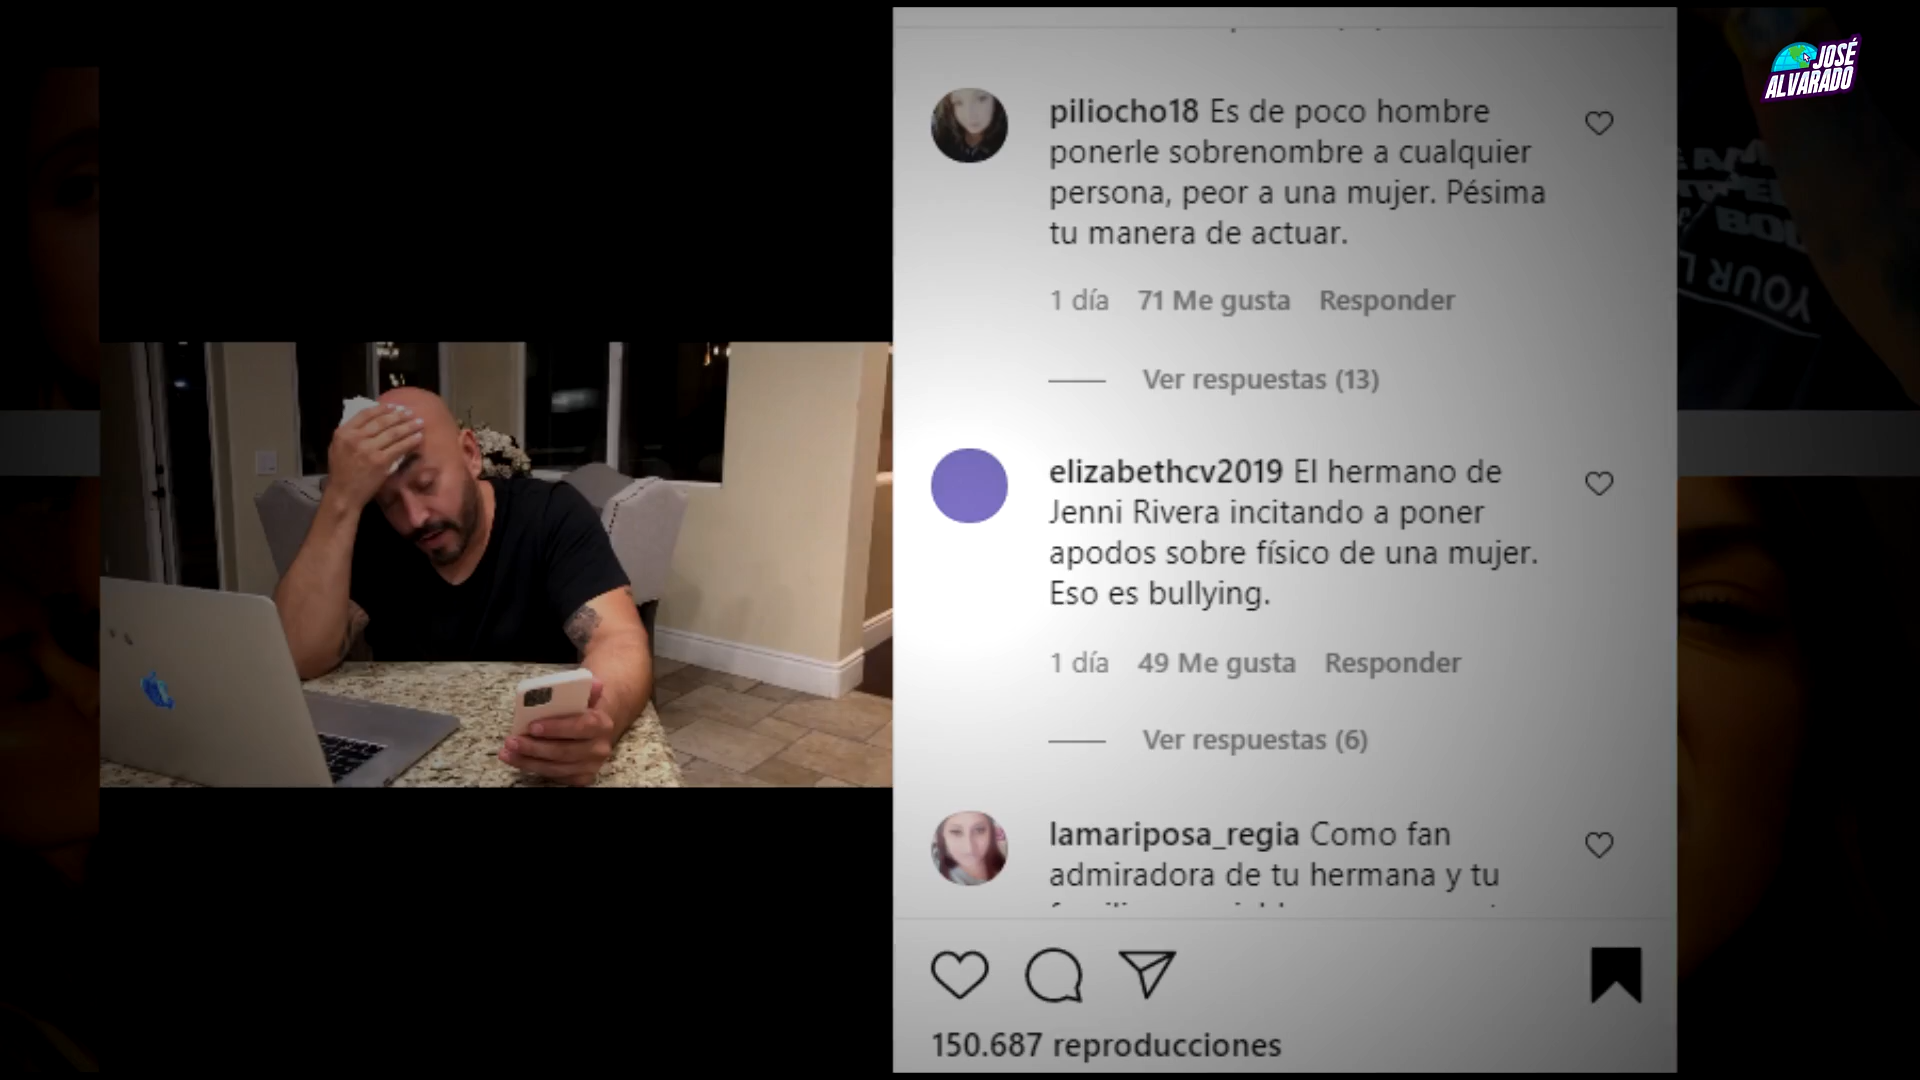 JOSÉ
ALVARADO
piliocho18 Es de poco hombre
ponerle sobrenombre a cualquier
persona, peor a una mujer. Pésima
tu manera de actuar.
1 día 71 Me gusta Responder
Ver respuestas (13)
elizabethcv2019 El hermano de
Jenni Rivera incitando a poner
apodos sobre físico de una mujer.
Eso es bullying.
1 día 49 Me gusta Responder
Ver respuestas (6)
lamariposa_regia Como fan
admiradora de tu hermana y tu
150.687 reproducciones
YOUR